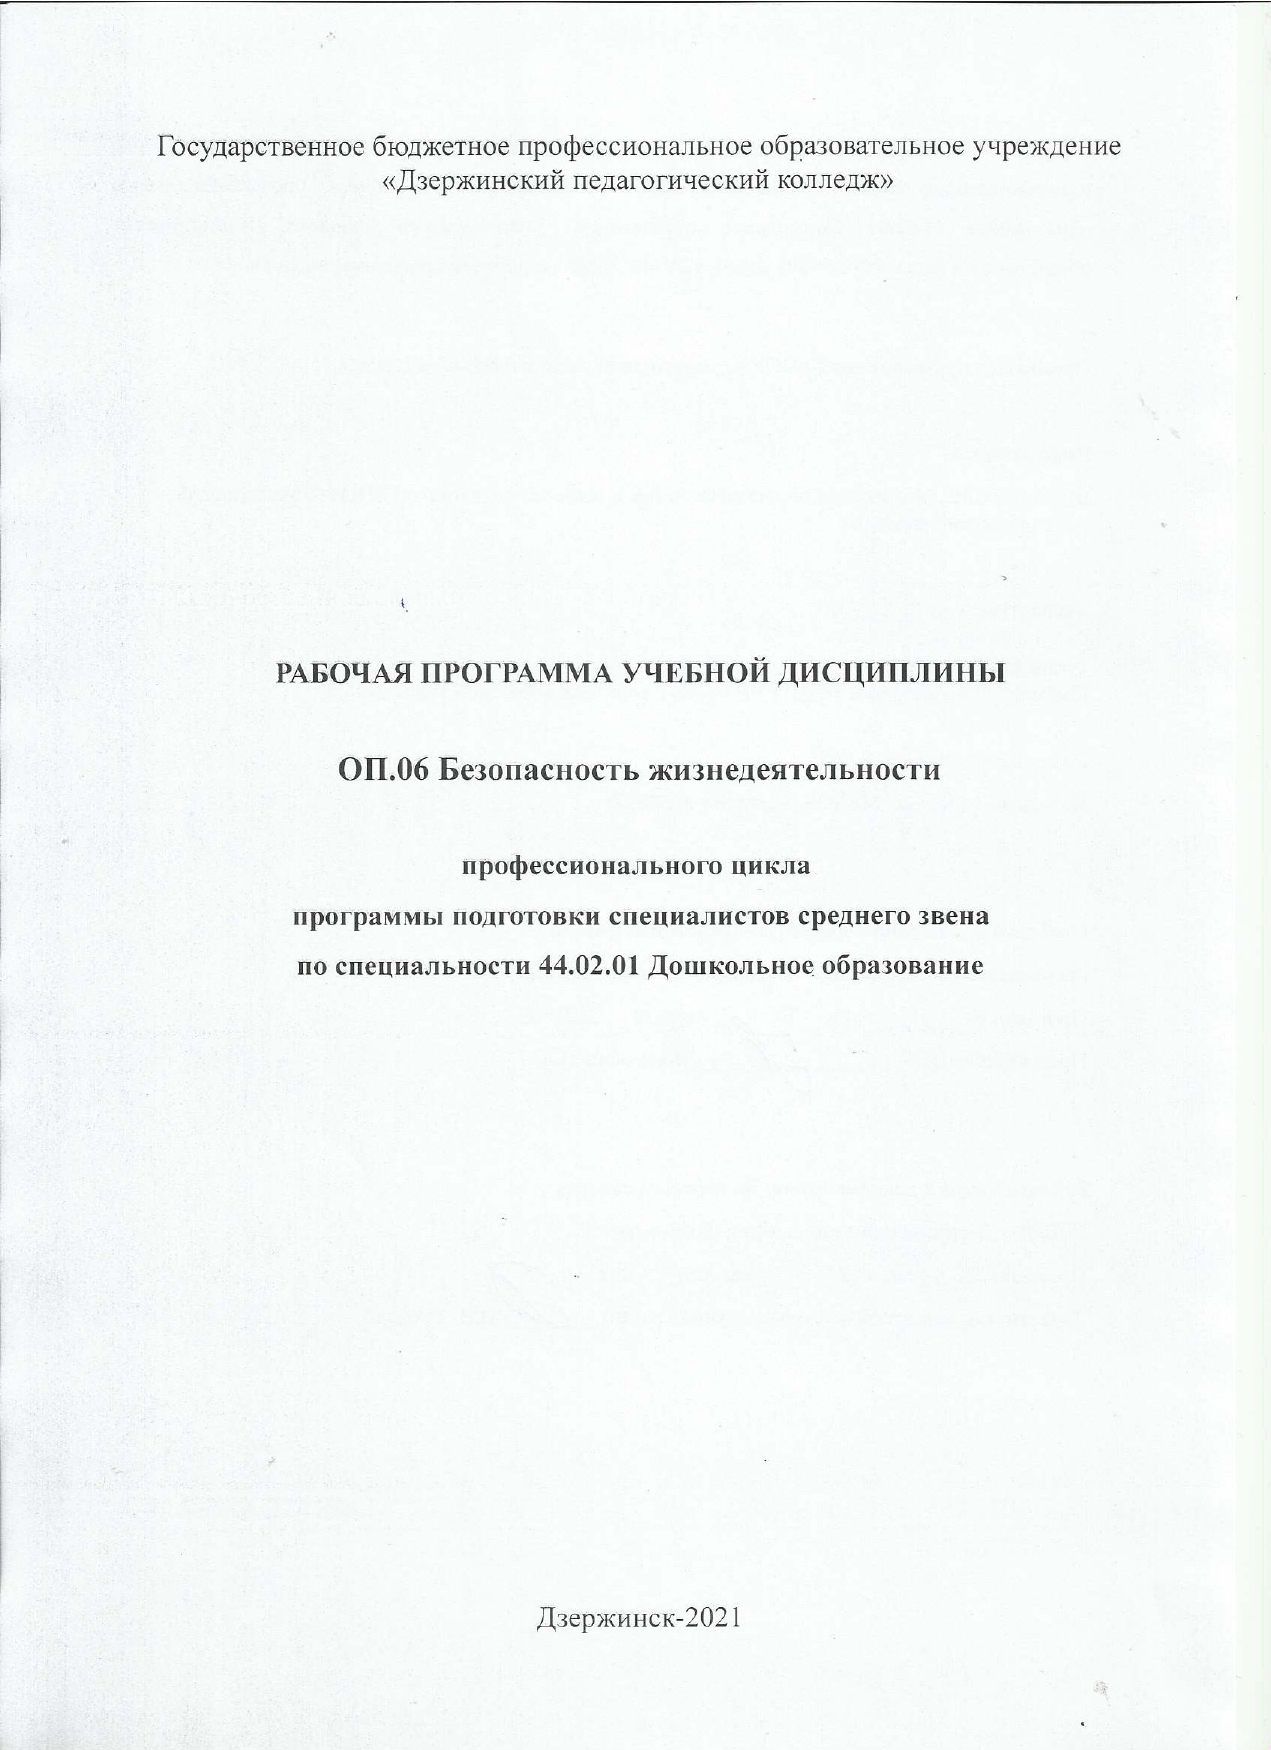 Государственное бюджетное профессиональное образовательное учреждение
«Дзержинский педагогический колледж»
РАБОЧАЯ ПРОГРАММА УЧЕБНОЙ ДИСЦИПЛИНЫ
ОП.06 Безопасность жизнедеятельности
профессионального цикла
программы подготовки специалистов среднего звена
по специальности 44.02.01 Дошкольное образование
Дзержинск-2021